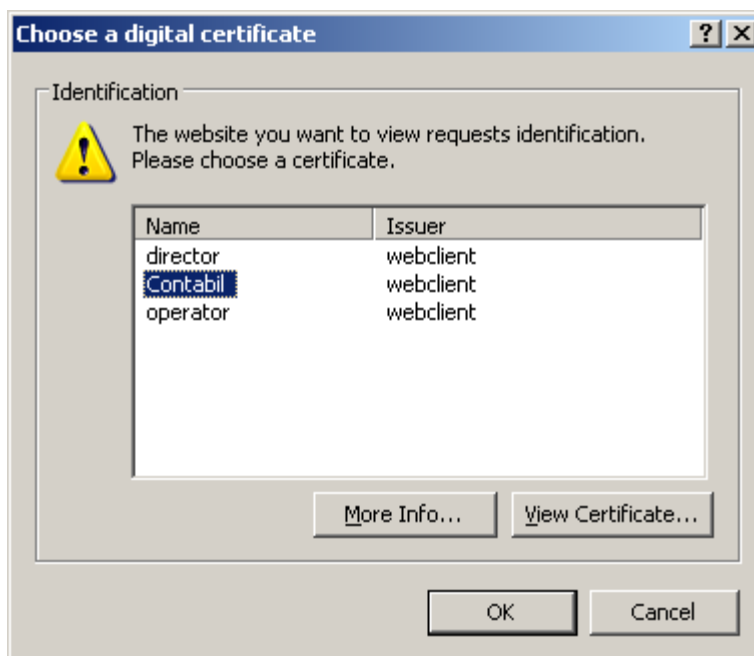 Choose a digital certificate
Identification
The website you want to view requests identification.
Please choose a certificate.
Name Issuer
director webclient
Contabil webclient
operator webclient
More Info... View Certificate...
OK Cancel